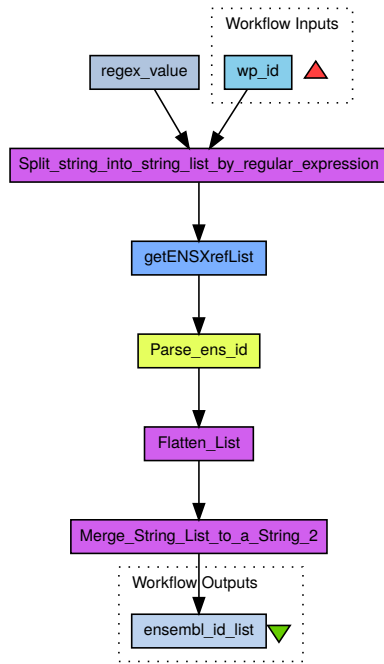 Workflow Inputs
regex_value
wp_id
Split_string_into_string_list_by_regular_expression
getENSXrefList
Parse_ens_id
Flatten_List
Merge_String_List_to_a_String_2
Workflow Outputs
ensembl_id_list